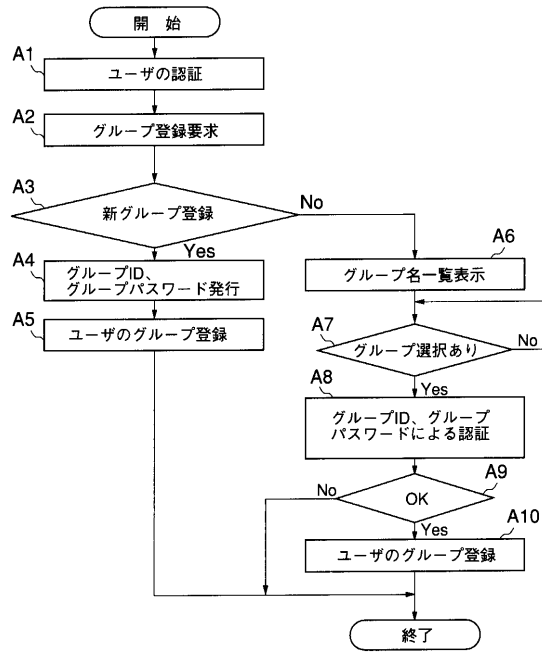 開 始
A1
ユーザの認証
A2
グループ登録要求
A3
新グループ登録
No
Yes
A4
グループID、
グループパスワード発行
A5
ユーザのグループ登録
A6
グループ名一覧表示
A7
グループ選択あり
No
Yes
A8
グループID、グループ
パスワードによる認証
A9
OK
No
Yes
A10
ユーザのグループ登録
終了